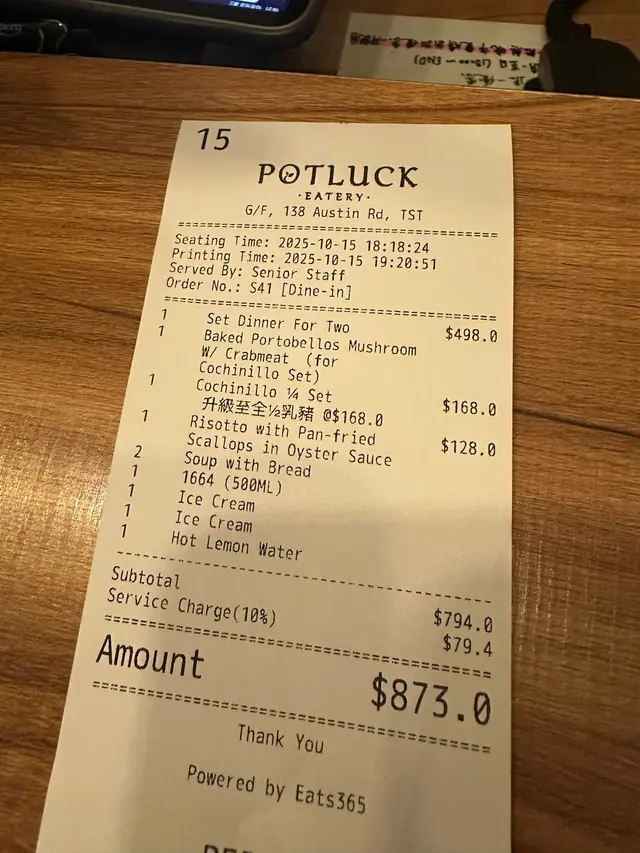 15
POTLUCK
·EATERY·
G/F, 138 Austin Rd, TST
Seating Time: 2025-10-15 18:18:24
Printing Time: 2025-10-15 19:20:51
Served By: Senior Staff
Order No.: S41 [Dine-in]
1 Set Dinner For Two $498.0
1 Baked Portobellos Mushroom
W/ Crabmeat (for
Cochinillo Set)
1 Cochinillo ¼ Set $168.0
升級至全½乳豬 @$168.0
1 Risotto with Pan-fried $128.0
Scallops in Oyster Sauce
2 Soup with Bread
1 1664 (500ML)
1 Ice Cream
1 Ice Cream
1 Hot Lemon Water
Subtotal $794.0
Service Charge(10%) $79.4
Amount $873.0
Thank You
Powered by Eats365